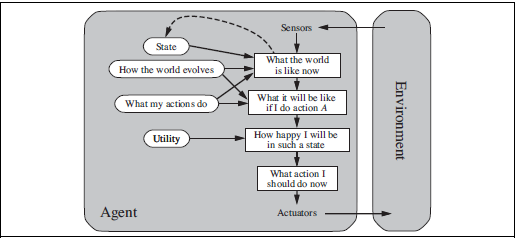 Sensors
State
What the world
is like now
How the world evolves
What it will be like
if I do action A
What my actions do
How happy I will be
in such a state
Utility
What action I
should do now
Agent
Actuators
Environment